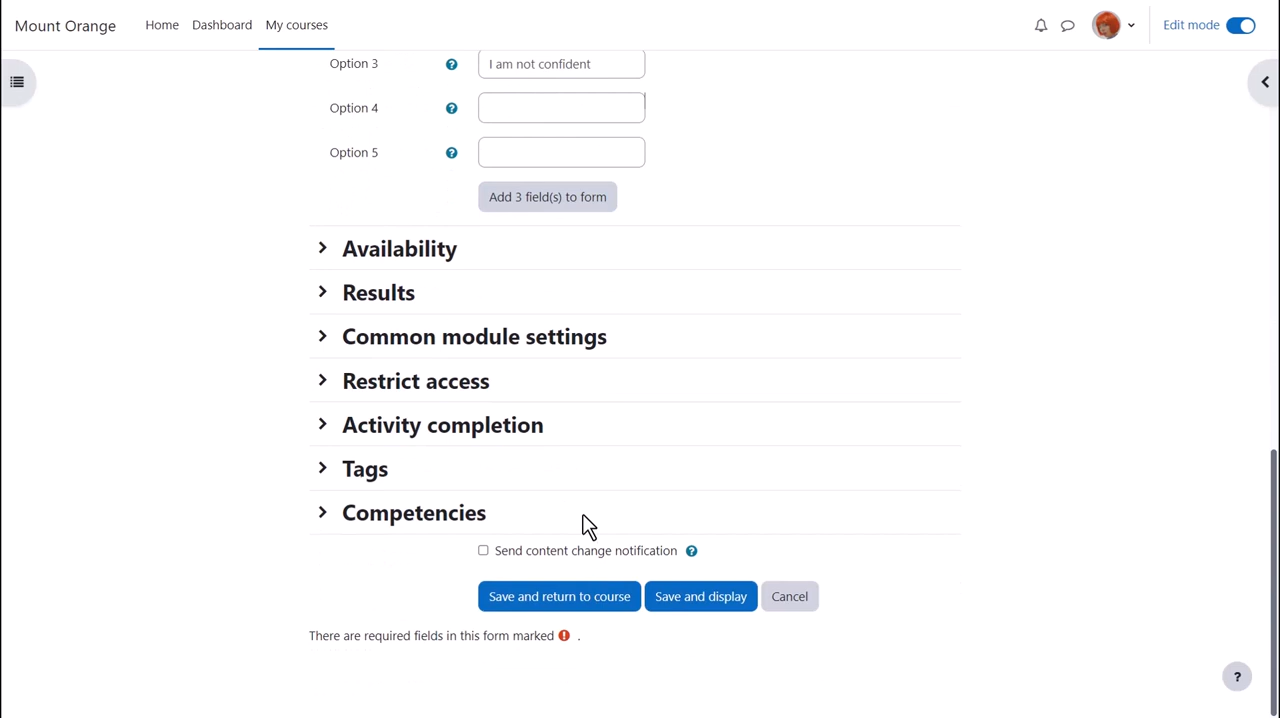 Mount Orange Home Dashboard My courses Edit mode
Option 3 I am not confident
Option 4
Option 5
Add 3 field(s) to form
Availability
Results
Common module settings
Restrict access
Activity completion
Tags
Competencies
Send content change notification
Save and return to course Save and display Cancel
There are required fields in this form marked .